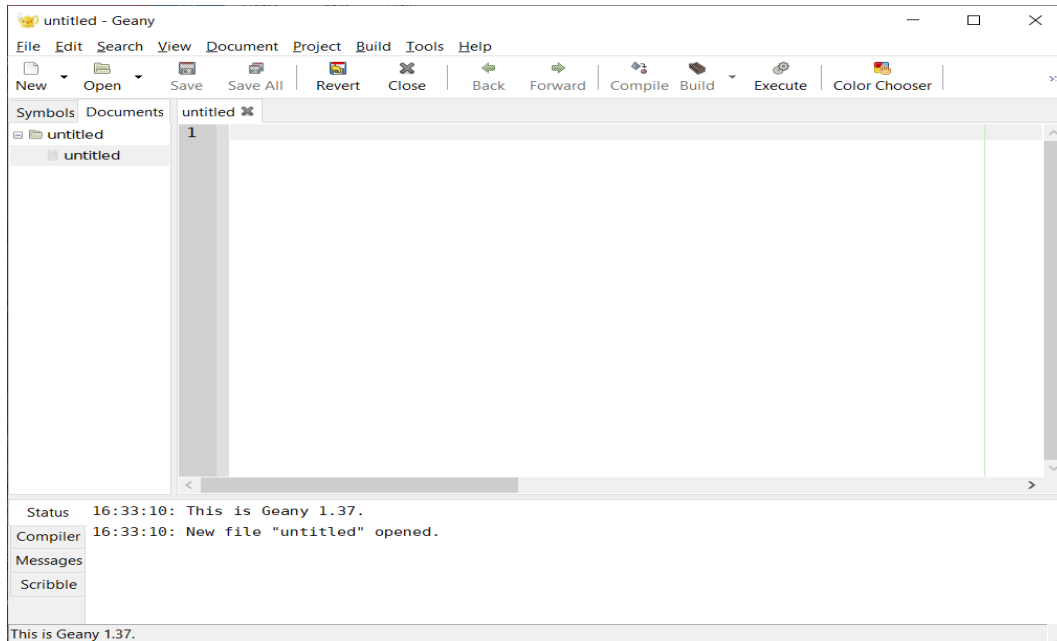 untitled - Geany
File Edit Search View Document Project Build Tools Help
New Open Save Save All Revert Close Back Forward Compile Build Execute Color Chooser
Symbols Documents untitled
untitled 1
untitled
Status 16:33:10: This is Geany 1.37.
Compiler 16:33:10: New file "untitled" opened.
Messages
Scribble
This is Geany 1.37.